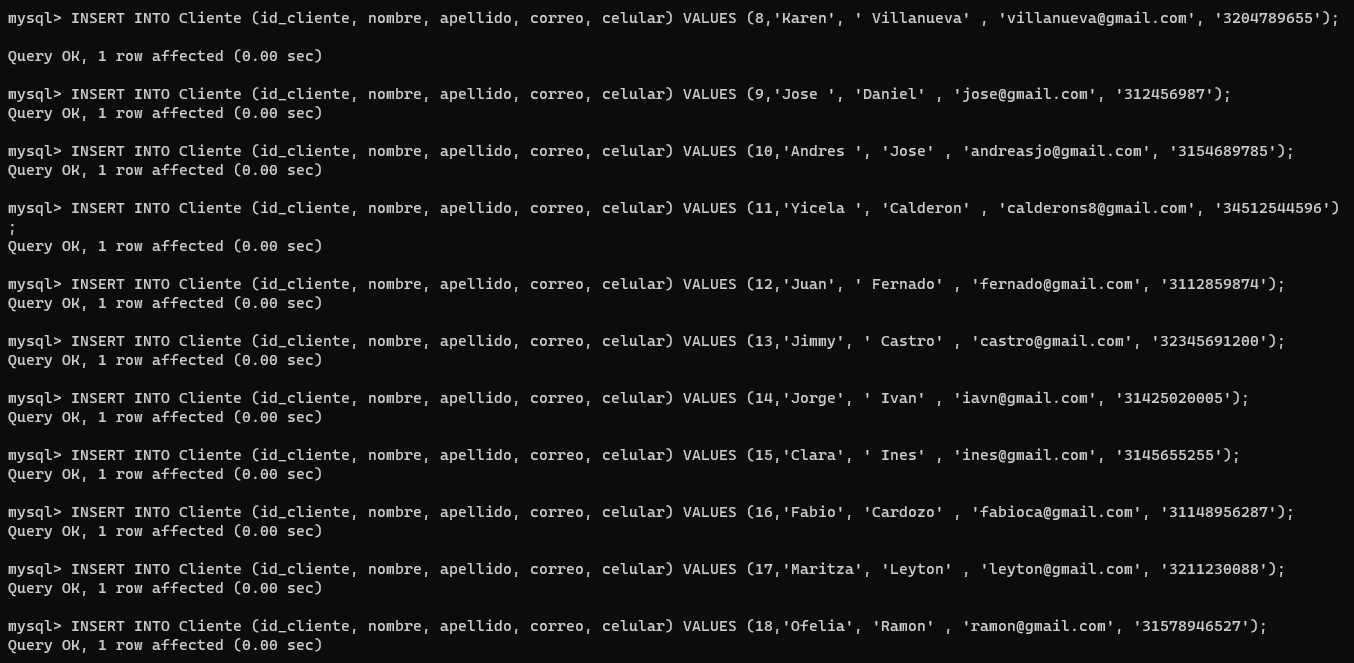 mysql> INSERT INTO Cliente (id_cliente, nombre, apellido, correo, celular) VALUES (8,'Karen', ' Villanueva' , 'villanueva@gmail.com', '3204789655');
Query OK, 1 row affected (0.00 sec)
mysql> INSERT INTO Cliente (id_cliente, nombre, apellido, correo, celular) VALUES (9,'Jose ', 'Daniel' , 'jose@gmail.com', '312456987');
Query OK, 1 row affected (0.00 sec)
mysql> INSERT INTO Cliente (id_cliente, nombre, apellido, correo, celular) VALUES (10,'Andres ', 'Jose' , 'andreasjo@gmail.com', '3154689785');
Query OK, 1 row affected (0.00 sec)
mysql> INSERT INTO Cliente (id_cliente, nombre, apellido, correo, celular) VALUES (11,'Yicela ', 'Calderon' , 'calderons8@gmail.com', '34512544596')
;
Query OK, 1 row affected (0.00 sec)
mysql> INSERT INTO Cliente (id_cliente, nombre, apellido, correo, celular) VALUES (12,'Juan', ' Fernado' , 'fernado@gmail.com', '3112859874');
Query OK, 1 row affected (0.00 sec)
mysql> INSERT INTO Cliente (id_cliente, nombre, apellido, correo, celular) VALUES (13,'Jimmy', ' Castro' , 'castro@gmail.com', '32345691200');
Query OK, 1 row affected (0.00 sec)
mysql> INSERT INTO Cliente (id_cliente, nombre, apellido, correo, celular) VALUES (14,'Jorge', ' Ivan' , 'iavn@gmail.com', '31425020005');
Query OK, 1 row affected (0.00 sec)
mysql> INSERT INTO Cliente (id_cliente, nombre, apellido, correo, celular) VALUES (15,'Clara', ' Ines' , 'ines@gmail.com', '3145655255');
Query OK, 1 row affected (0.00 sec)
mysql> INSERT INTO Cliente (id_cliente, nombre, apellido, correo, celular) VALUES (16,'Fabio', 'Cardozo' , 'fabioca@gmail.com', '31148956287');
Query OK, 1 row affected (0.00 sec)
mysql> INSERT INTO Cliente (id_cliente, nombre, apellido, correo, celular) VALUES (17,'Maritza', 'Leyton' , 'leyton@gmail.com', '3211230088');
Query OK, 1 row affected (0.00 sec)
mysql> INSERT INTO Cliente (id_cliente, nombre, apellido, correo, celular) VALUES (18,'Ofelia', 'Ramon' , 'ramon@gmail.com', '31578946527');
Query OK, 1 row affected (0.00 sec)